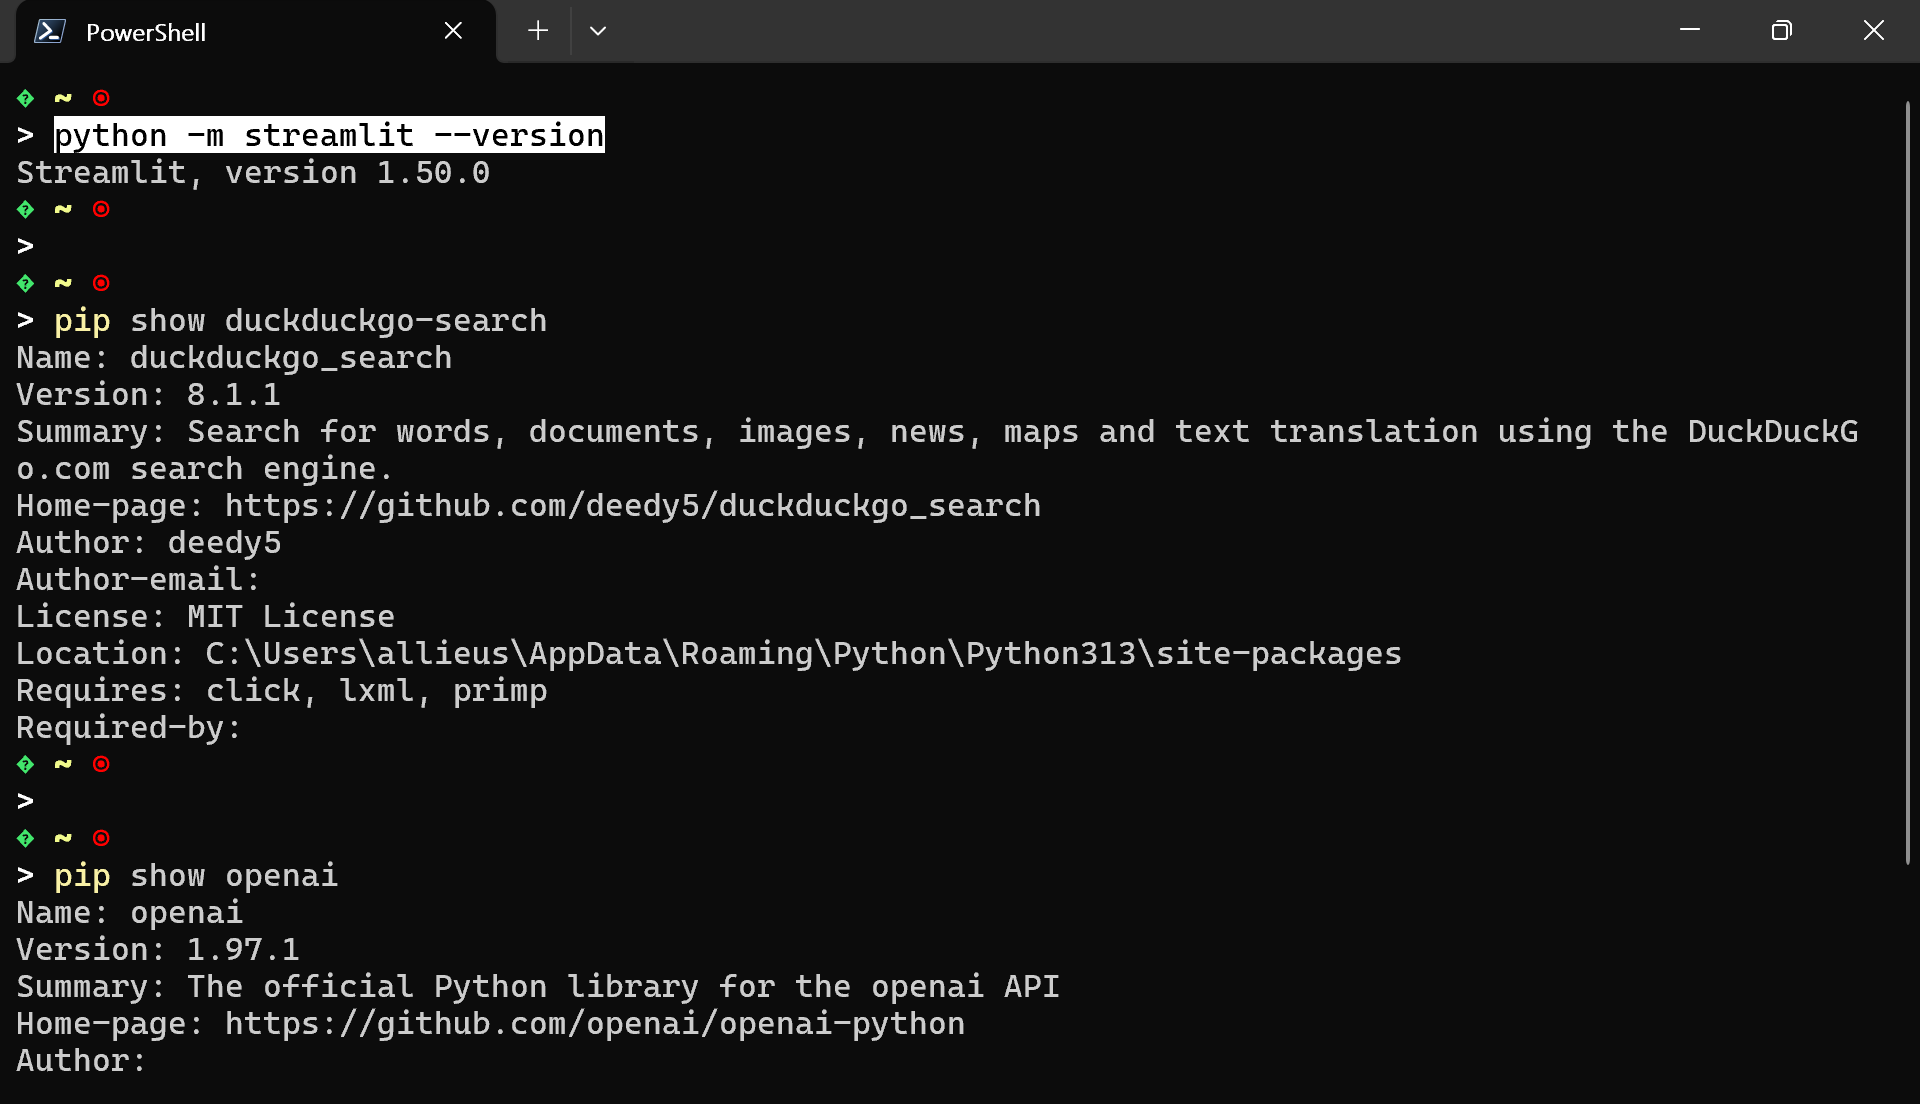 PowerShell
~
> python -m streamlit --version
Streamlit, version 1.50.0
~
>
~
> pip show duckduckgo-search
Name: duckduckgo_search
Version: 8.1.1
Summary: Search for words, documents, images, news, maps and text translation using the DuckDuckG
o.com search engine.
Home-page: https://github.com/deedy5/duckduckgo_search
Author: deedy5
Author-email:
License: MIT License
Location: C:\Users\allieus\AppData\Roaming\Python\Python313\site-packages
Requires: click, lxml, primp
Required-by:
~
>
~
> pip show openai
Name: openai
Version: 1.97.1
Summary: The official Python library for the openai API
Home-page: https://github.com/openai/openai-python
Author: